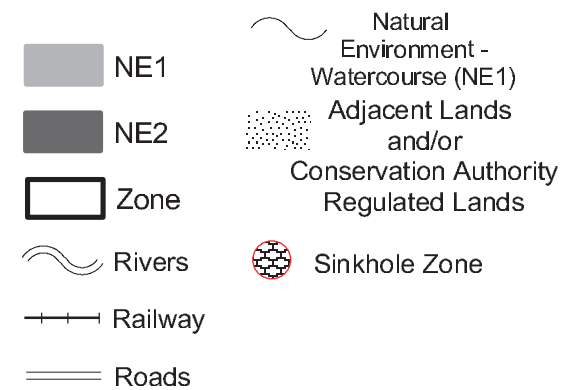 NE1
NE2
Zone
Rivers
Railway
Roads
Natural
Environment -
Watercourse (NE1)
Adjacent Lands
and/or
Conservation Authority
Regulated Lands
Sinkhole Zone